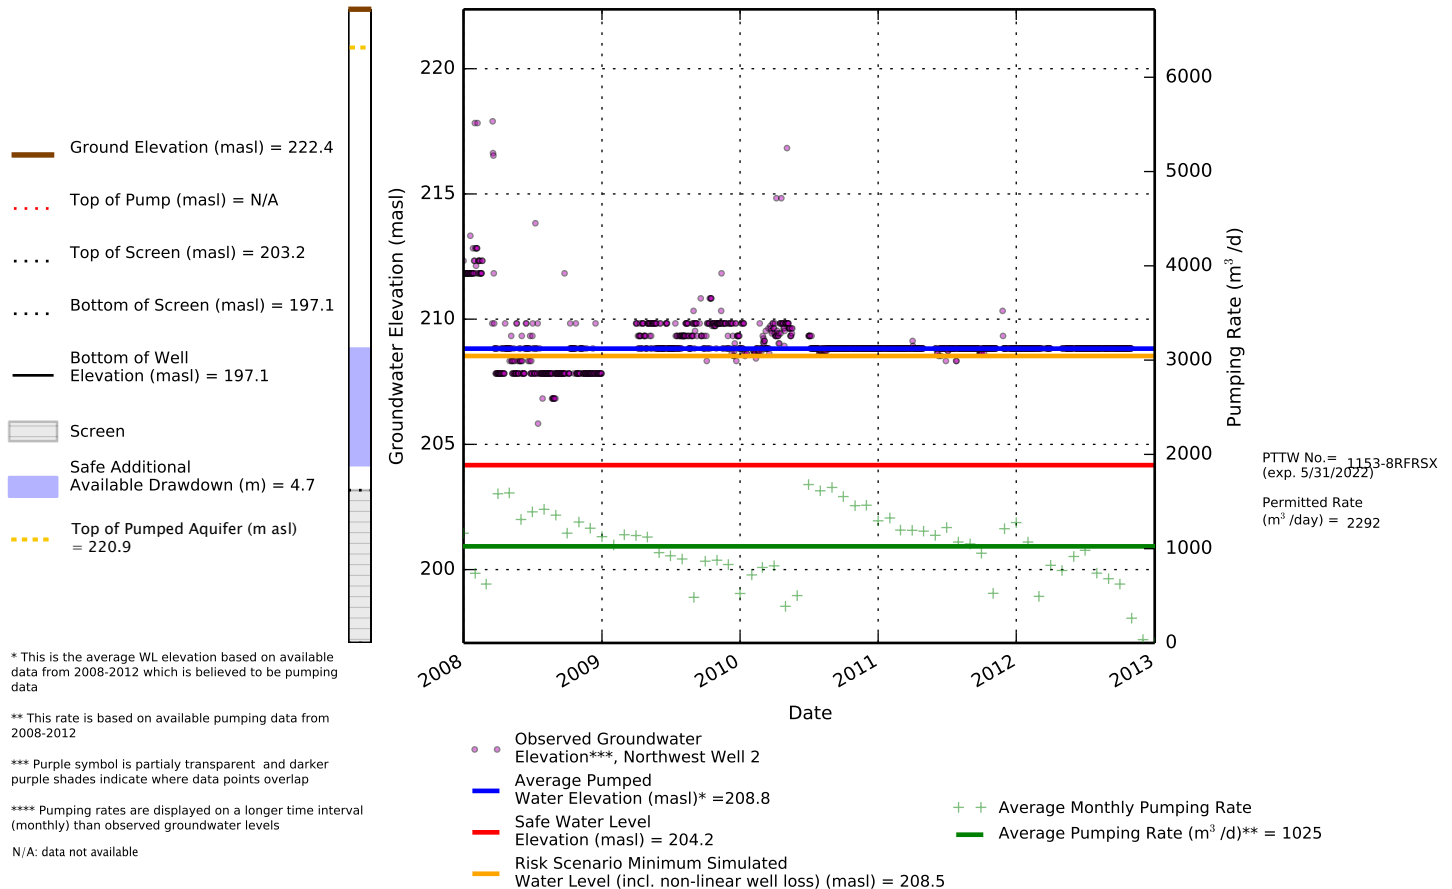 Ground Elevation (masl) = 222.4
Top of Pump (masl) = N/A
Top of Screen (masl) = 203.2
Bottom of Screen (masl) = 197.1
Bottom of Well
Elevation (masl) = 197.1
Screen
Safe Additional
Available Drawdown (m) = 4.7
Top of Pumped Aquifer (m asl)
= 220.9
* This is the average WL elevation based on available
data from 2008-2012 which is believed to be pumping
data
** This rate is based on available pumping data from
2008-2012
*** Purple symbol is partialy transparent and darker
purple shades indicate where data points overlap
**** Pumping rates are displayed on a longer time interval
(monthly) than observed groundwater levels
N/A: data not available
Groundwater Elevation (masl)
220
215
210
205
200
2008
2009
2010
2011
2012
2013
Date
6000
5000
4000
3000
2000
1000
0
Pumping Rate (m³ /d)
PTTW No.= 1153-8RFRSX
(exp. 5/31/2022)
Permitted Rate
(m³ /day) = 2292
Observed Groundwater
Elevation***, Northwest Well 2
Average Pumped
Water Elevation (masl)* =208.8
Safe Water Level
Elevation (masl) = 204.2
Risk Scenario Minimum Simulated
Water Level (incl. non-linear well loss) (masl) = 208.5
Average Monthly Pumping Rate
Average Pumping Rate (m³ /d)** = 1025